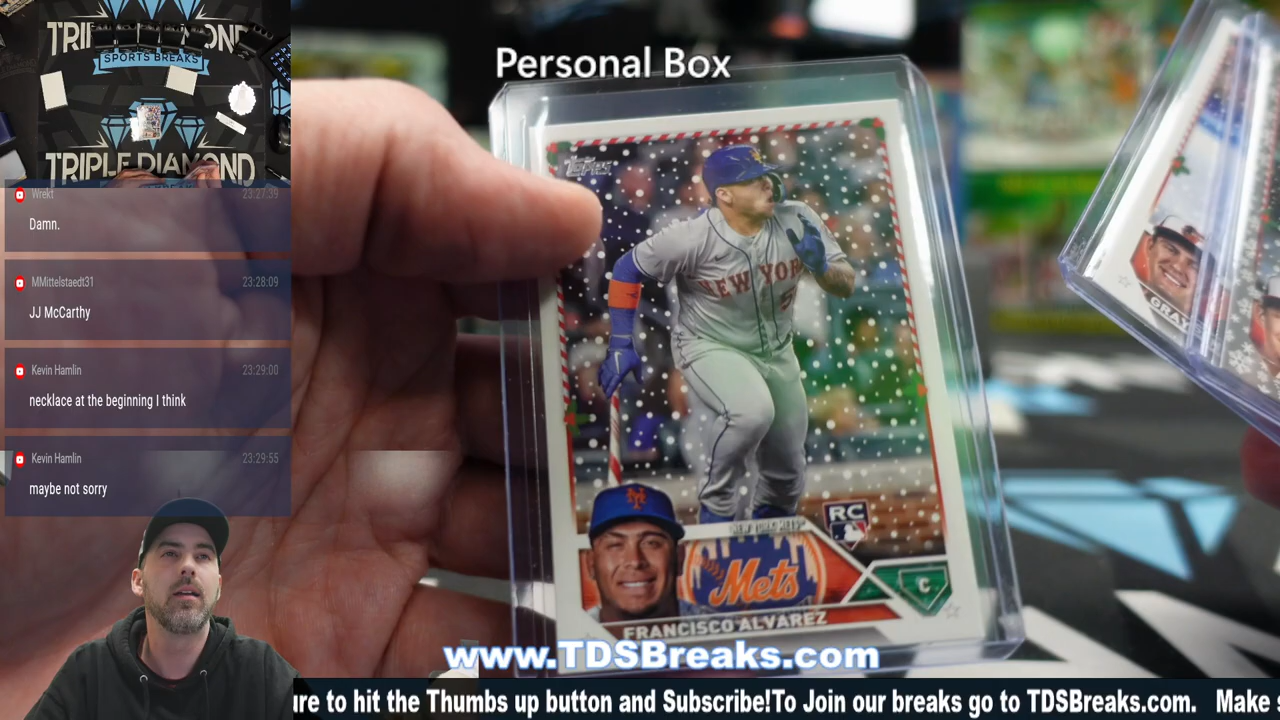 TRIPLE DIAMOND
SPORTS BREAKS
TRIPLE DIAMOND
Wrekt 23:27:39
Damn.
MMittelstaedt31 23:28:09
JJ McCarthy
Kevin Hamlin 23:29:00
necklace at the beginning I think
Kevin Hamlin 23:29:55
maybe not sorry
Personal Box
Topps
NEW YORK
5
RC
NEW YORK METS
Mets
C
FRANCISCO ALVAREZ
GRAY
www.TDSBreaks.com
ure to hit the Thumbs up button and Subscribe!To Join our breaks go to TDSBreaks.com. Make